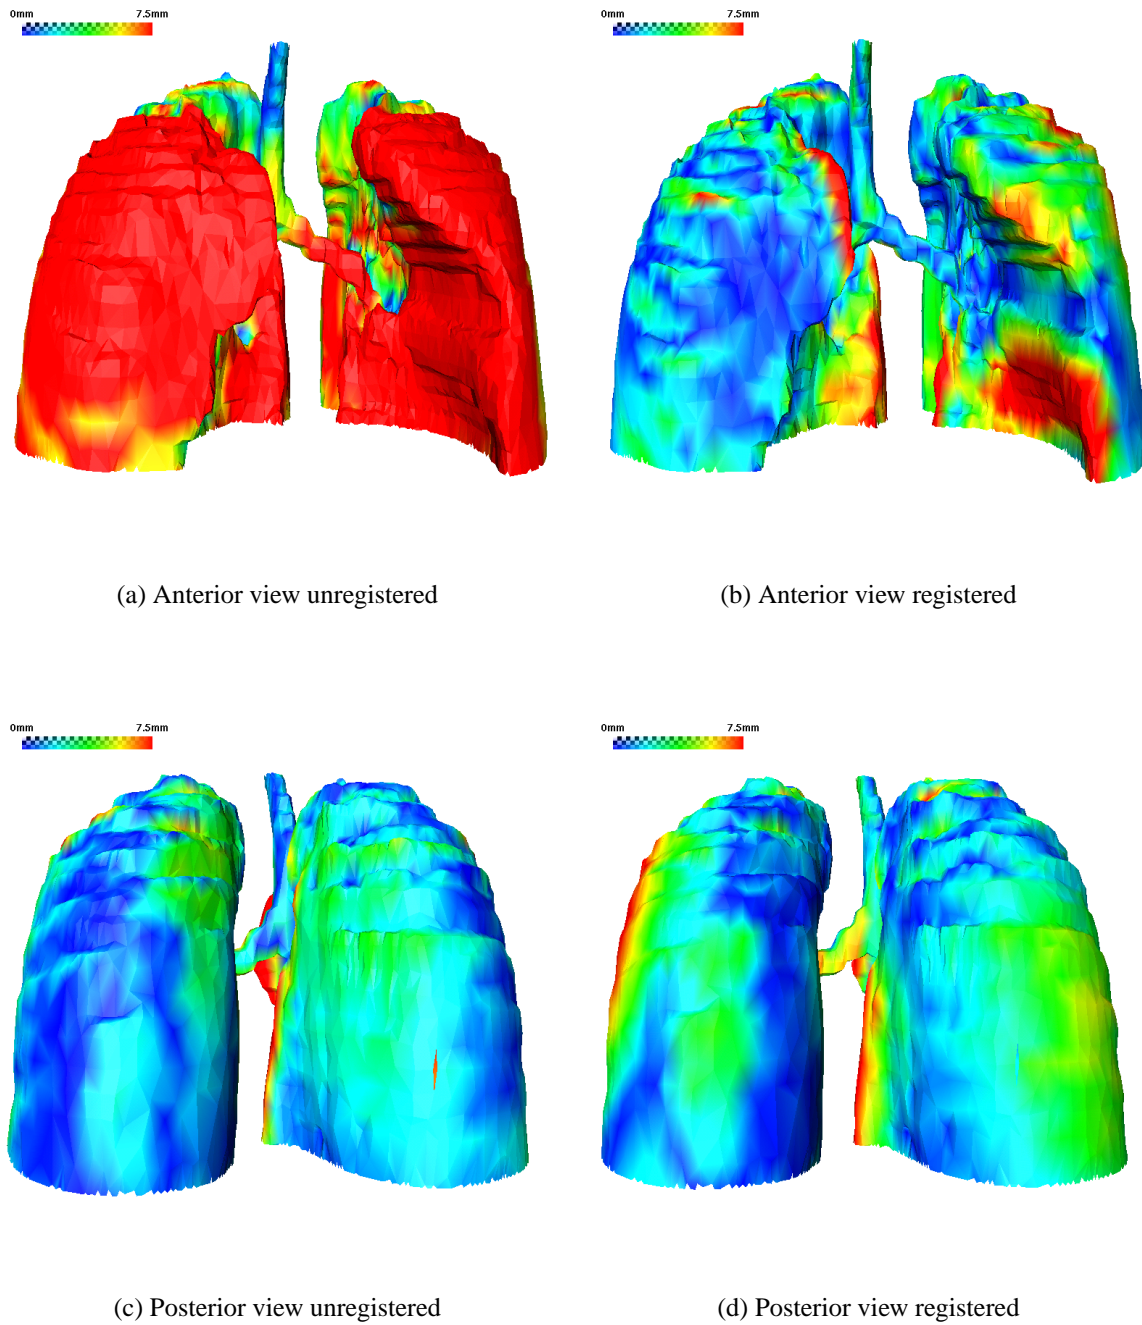 0mm 7.5mm
0mm 7.5mm
(a) Anterior view unregistered
(b) Anterior view registered
0mm 7.5mm
0mm 7.5mm
(c) Posterior view unregistered
(d) Posterior view registered